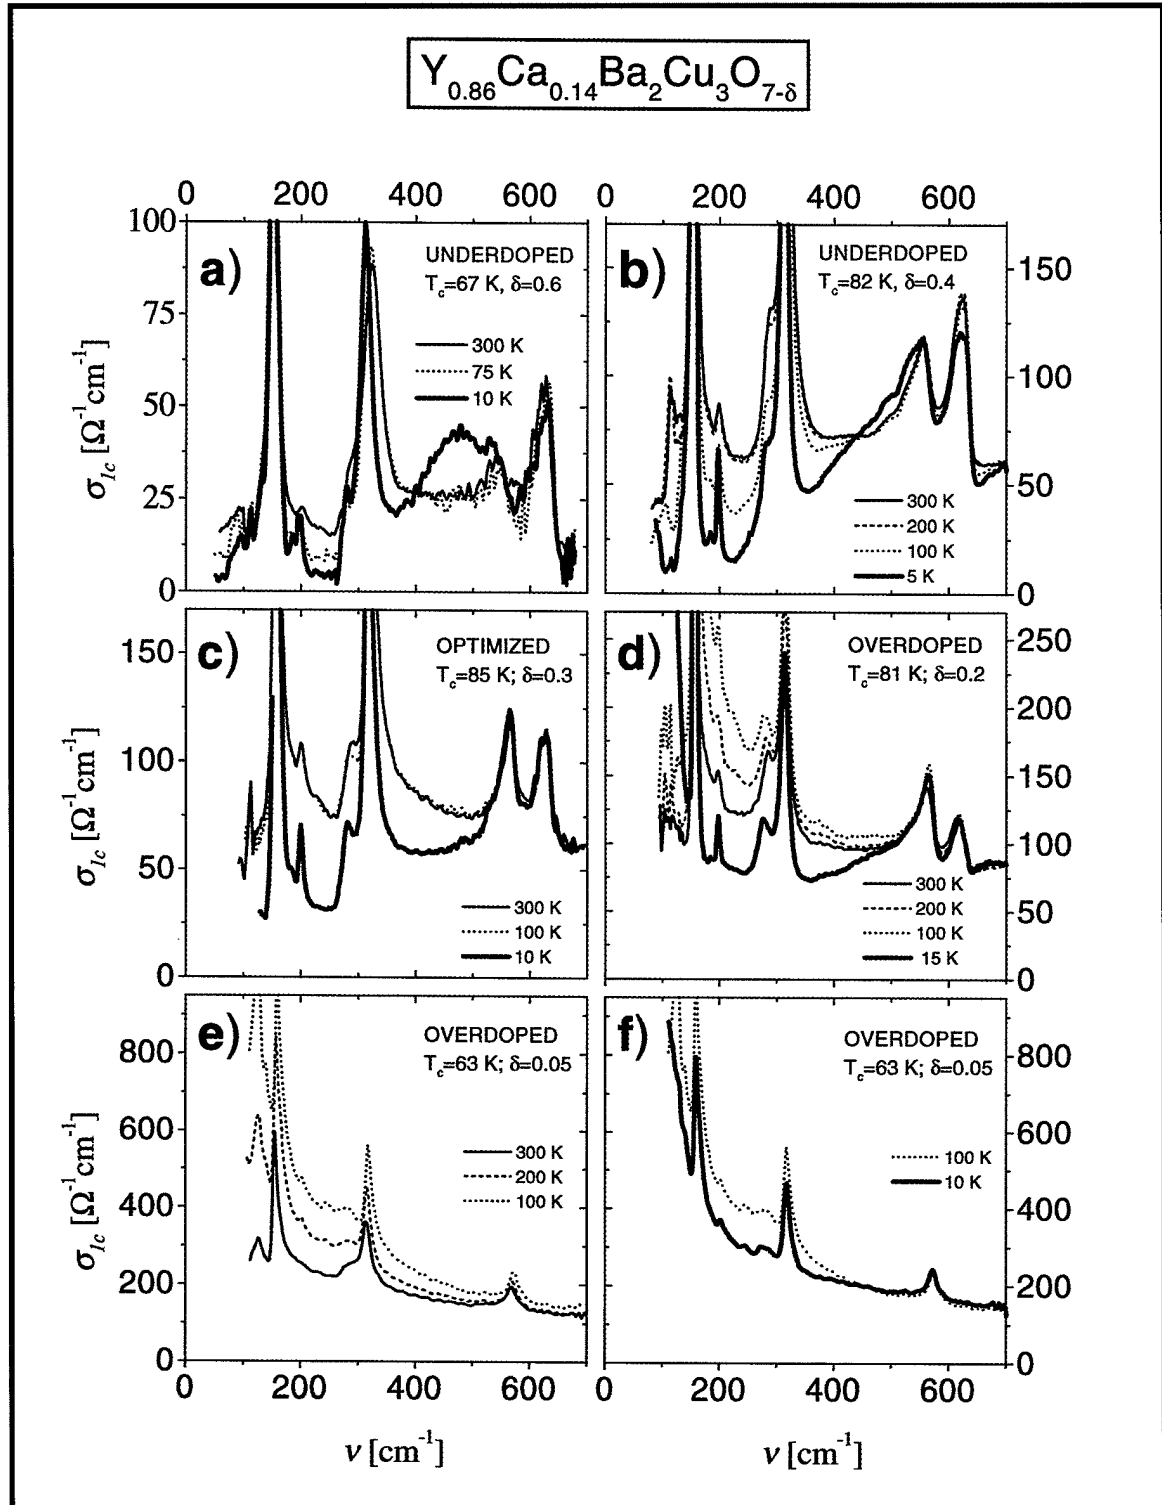 Y0.86Ca0.14Ba2Cu3O7-δ
0 200 400 600
0 200 400 600
100
75
50
25
0
σ1c [Ω-1cm-1]
a)
UNDERDOPED
Tc=67 K, δ=0.6
300 K
75 K
10 K
b)
UNDERDOPED
Tc=82 K, δ=0.4
300 K
200 K
100 K
5 K
150
100
50
0
150
100
50
0
σ1c [Ω-1cm-1]
c)
OPTIMIZED
Tc=85 K; δ=0.3
300 K
100 K
10 K
d)
OVERDOPED
Tc=81 K; δ=0.2
300 K
200 K
100 K
15 K
250
200
150
100
50
0
800
600
400
200
0
σ1c [Ω-1cm-1]
e)
OVERDOPED
Tc=63 K; δ=0.05
300 K
200 K
100 K
f)
OVERDOPED
Tc=63 K; δ=0.05
100 K
10 K
800
600
400
200
0
0 200 400 600
0 200 400 600
ν [cm-1]
ν [cm-1]